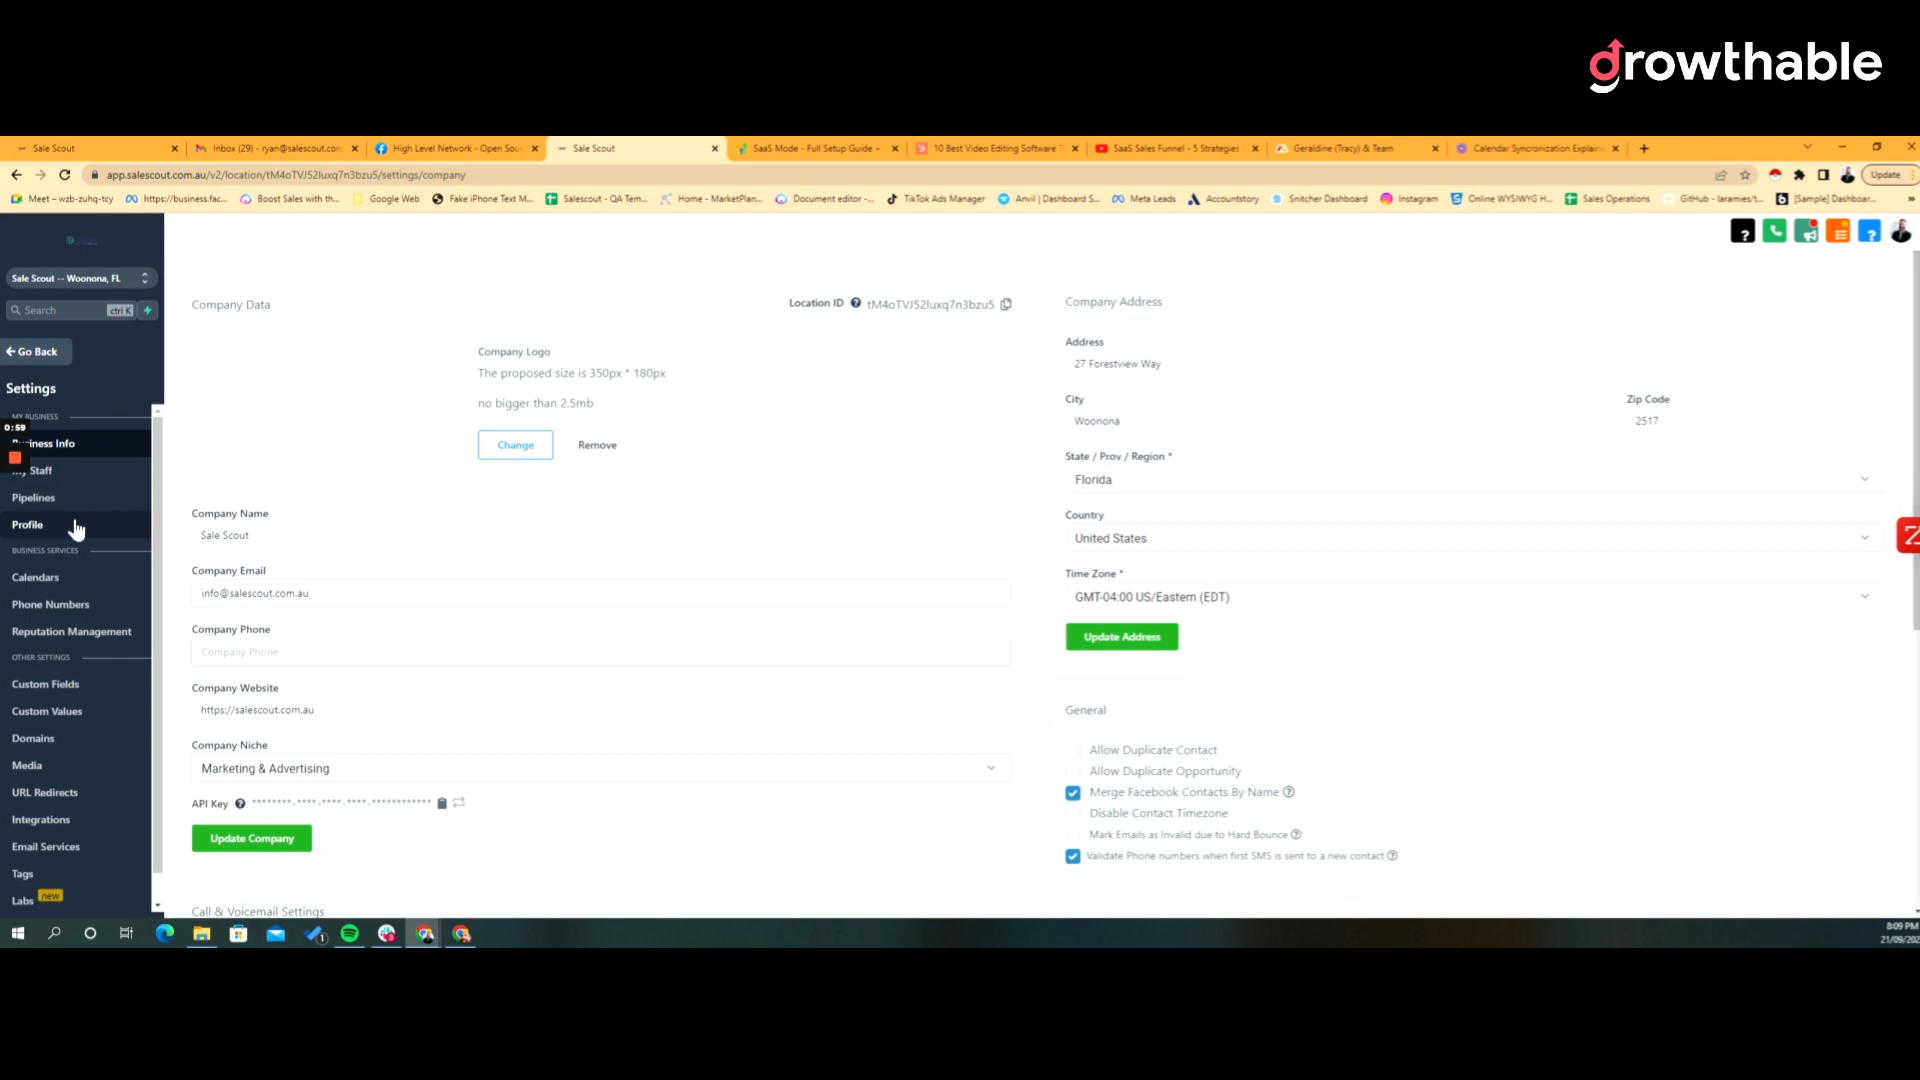 growthable
Sale Scout
Inbox (29) - ryan@salescout.com
High Level Network - Open Sou
Sale Scout
SaaS Mode - Full Setup Guide -
10 Best Video Editing Software
SaaS Sales Funnel - 5 Strategies
Geraldine (Tracy) & Team
Calendar Syncronization Explain
app.salescout.com.au/v2/location/tM4oTVJ52luxq7n3bzu5/settings/company
Update
Meet – wzb-zuhq-tcy
https://business.fac...
Boost Sales with th...
Google Web
Fake iPhone Text M...
Salescout - QA Tem...
Home - MarketPlan...
Document editor -...
TikTok Ads Manager
Anvil | Dashboard S...
Meta Leads
Accountstory
Snitcher Dashboard
Instagram
Online WYSIWYG H...
Sales Operations
GitHub - laramies/t...
[Sample] Dashboar...
Sale Scout -- Woonona, FL
Search
ctrl K
Go Back
Settings
MY BUSINESS
0:59
iness Info
Staff
Pipelines
Profile
BUSINESS SERVICES
Calendars
Phone Numbers
Reputation Management
OTHER SETTINGS
Custom Fields
Custom Values
Domains
Media
URL Redirects
Integrations
Email Services
Tags
Labs new
Company Data
Location ID tM4oTVJ52luxq7n3bzu5
Company Logo
The proposed size is 350px * 180px
no bigger than 2.5mb
Change
Remove
Company Name
Sale Scout
Company Email
info@salescout.com.au
Company Phone
Company Phone
Company Website
https://salescout.com.au
Company Niche
Marketing & Advertising
API Key ********-****-****-****-************
Update Company
Call & Voicemail Settings
Company Address
Address
27 Forestview Way
City
Zip Code
Woonona
2517
State / Prov / Region *
Florida
Country
United States
Time Zone *
GMT-04:00 US/Eastern (EDT)
Update Address
General
Allow Duplicate Contact
Allow Duplicate Opportunity
Merge Facebook Contacts By Name
Disable Contact Timezone
Mark Emails as Invalid due to Hard Bounce
Validate Phone numbers when first SMS is sent to a new contact
8:09 PM
21/09/202